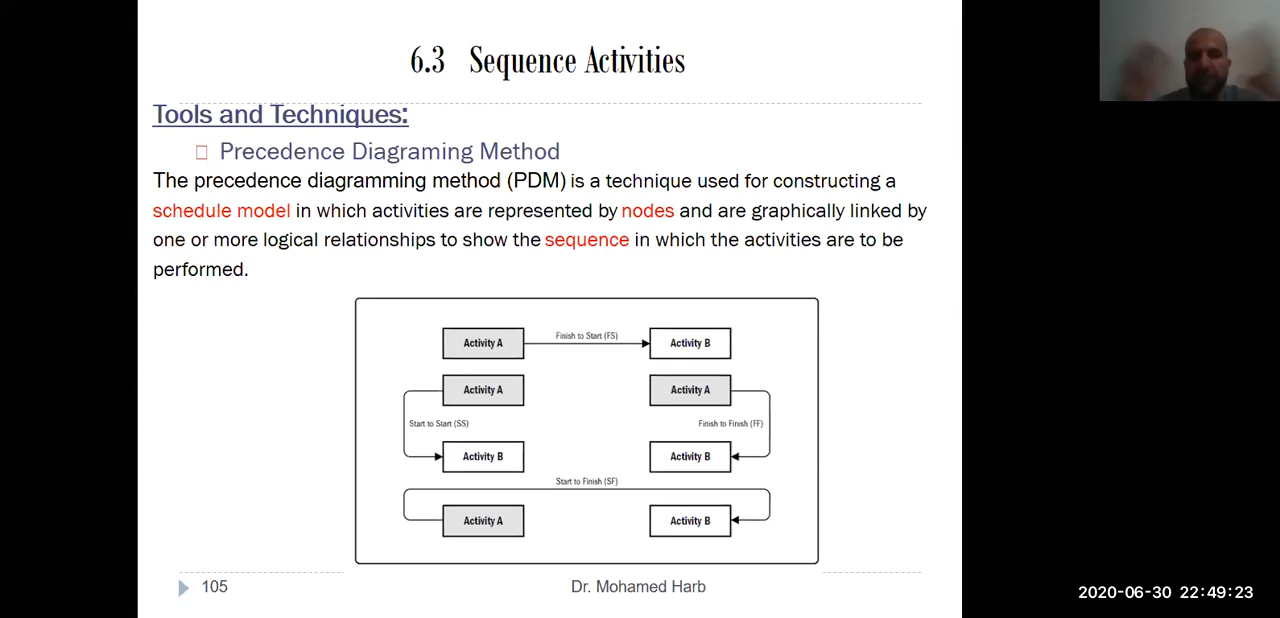 6.3 Sequence Activities
Tools and Techniques:
Precedence Diagraming Method
The precedence diagramming method (PDM) is a technique used for constructing a
schedule model in which activities are represented by nodes and are graphically linked by
one or more logical relationships to show the sequence in which the activities are to be
performed.
Activity A
Finish to Start (FS)
Activity B
Activity A
Activity A
Start to Start (SS)
Finish to Finish (FF)
Activity B
Activity B
Start to Finish (SF)
Activity A
Activity B
105
Dr. Mohamed Harb
2020-06-30 22:49:23